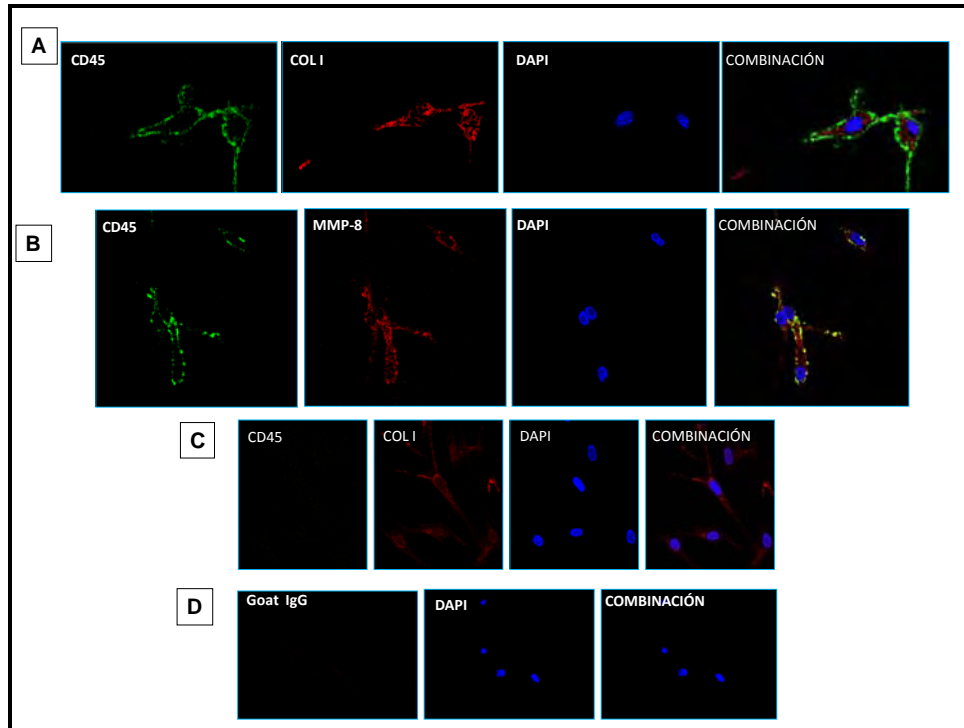 A
CD45 COL I DAPI COMBINACIÓN
B
CD45 MMP-8 DAPI COMBINACIÓN
C
CD45 COL I DAPI COMBINACIÓN
D
Goat IgG DAPI COMBINACIÓN